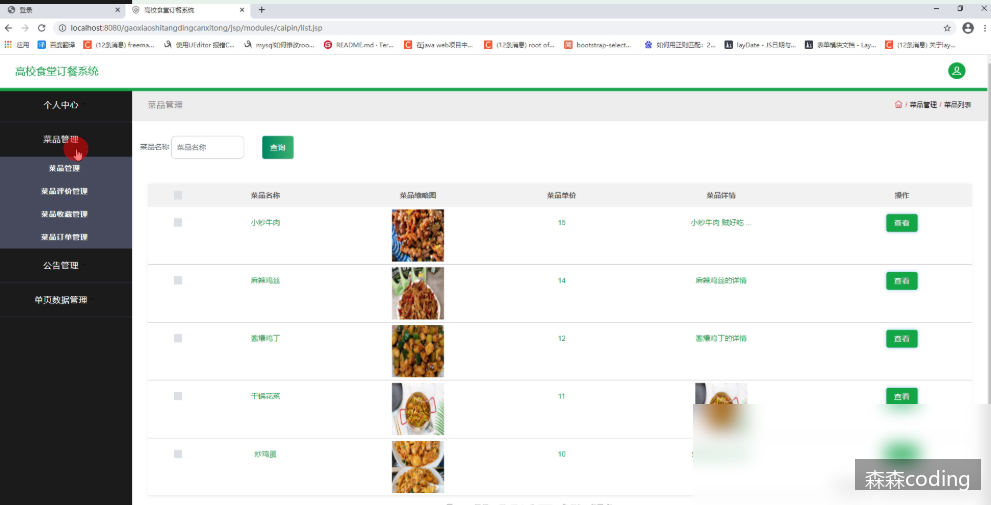 登录
高校食堂订餐系统
localhost:8080/gaoxiaoshitangdingcanxitong/jsp/modules/caipin/list.jsp
应用
百度翻译
(12条消息) freema...
使用UEditor 报错C...
mysql如何修改roo...
README.md · Ter...
在java web项目中...
(12条消息) root of...
bootstrap-select...
如何用正则匹配: 2...
layDate - JS日期与...
表单模块文档 - Lay...
(12条消息) 关于lay...
高校食堂订餐系统
个人中心
菜品管理
菜品管理
菜品评价管理
菜品收藏管理
菜品订单管理
公告管理
单页数据管理
菜品管理
/ 菜品管理 / 菜品列表
菜品名称
菜品名称
查询
菜品名称 菜品缩略图 菜品单价 菜品详情 操作
小炒牛肉 15 小炒牛肉 贼好吃 ... 查看
麻辣鸡丝 14 麻辣鸡丝的详情 查看
酱爆鸡丁 12 酱爆鸡丁的详情 查看
干锅花菜 11 查看
炒鸡蛋 10
森森coding